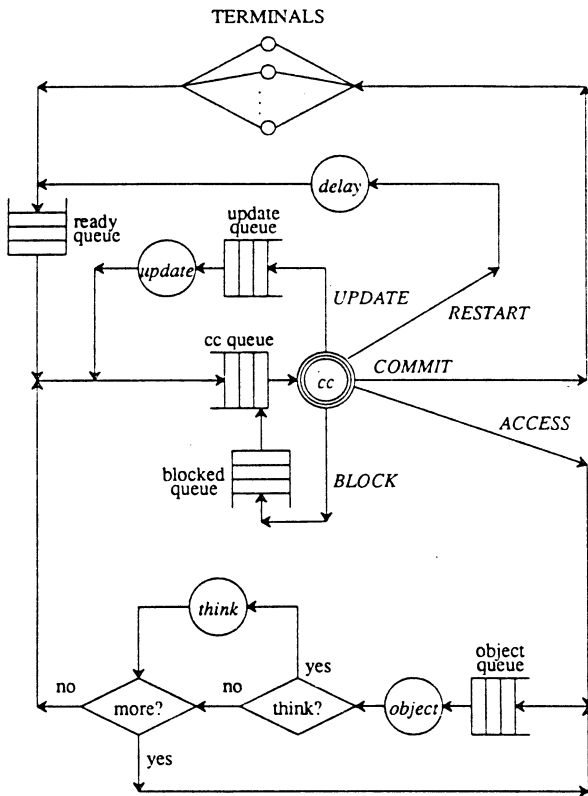 TERMINALS
delay
ready
queue
update
queue
update
UPDATE
RESTART
cc queue
cc
COMMIT
ACCESS
blocked
queue
BLOCK
think
yes
object
queue
no
more?
no
think?
object
yes